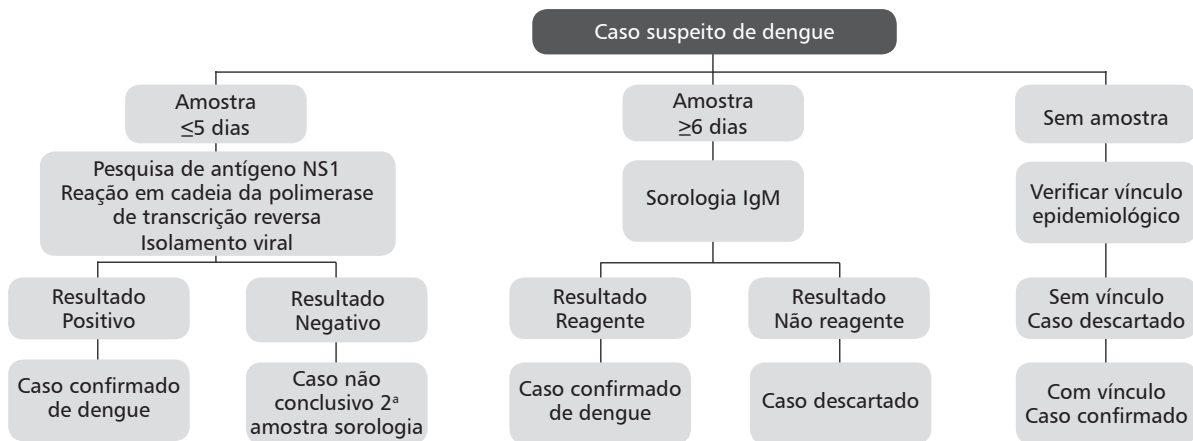 Caso suspeito de dengue
Amostra
≤5 dias
Pesquisa de antígeno NS1
Reação em cadeia da polimerase
de transcrição reversa
Isolamento viral
Resultado
Positivo
Caso confirmado
de dengue
Resultado
Negativo
Caso não
conclusivo 2ª
amostra sorologia
Amostra
≥6 dias
Sorologia IgM
Resultado
Reagente
Caso confirmado
de dengue
Resultado
Não reagente
Caso descartado
Sem amostra
Verificar vínculo
epidemiológico
Sem vínculo
Caso descartado
Com vínculo
Caso confirmado